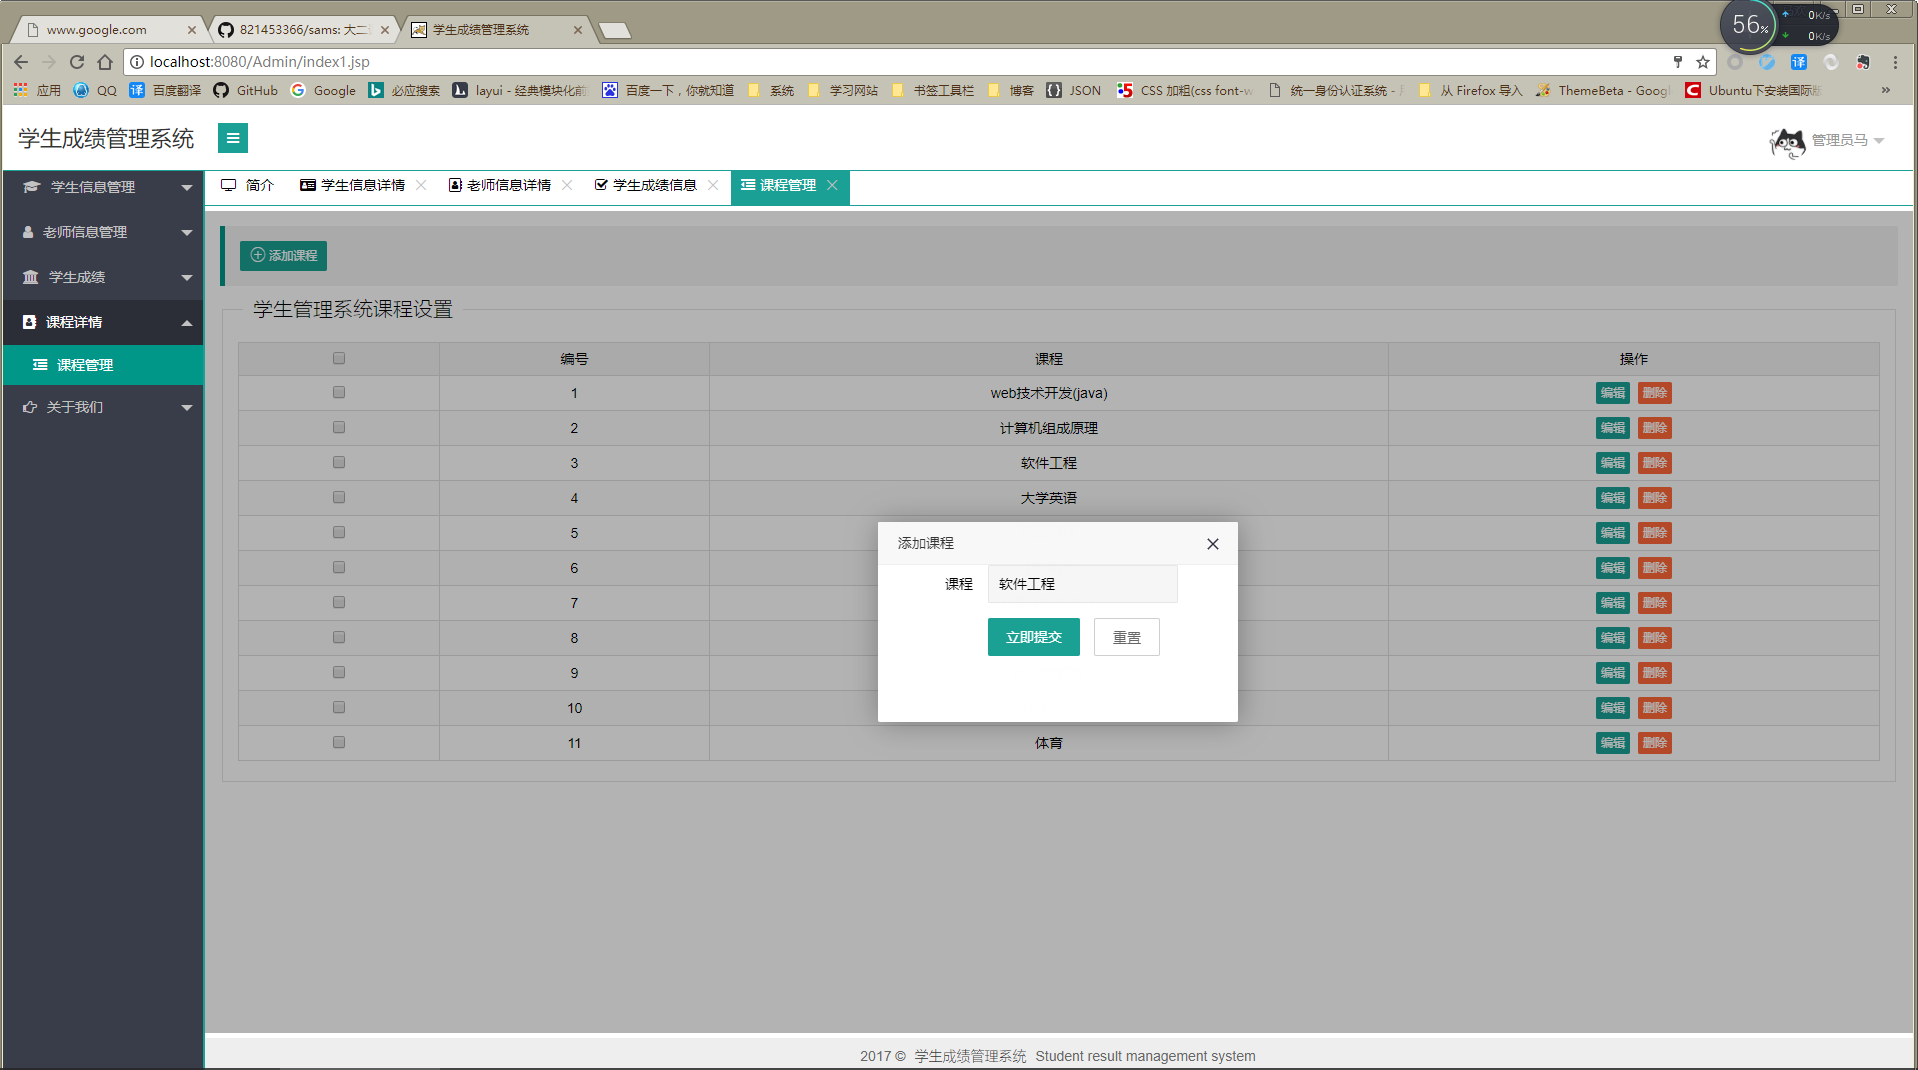 www.google.com
821453366/sams: 大二
学生成绩管理系统
56%
0K/s
0K/s
localhost:8080/Admin/index1.jsp
应用
QQ
译
百度翻译
GitHub
Google
必应搜索
layui - 经典模块化前
百度一下，你就知道
系统
学习网站
书签工具栏
博客
JSON
CSS 加粗(css font-w
统一身份认证系统 -
从 Firefox 导入
ThemeBeta - Googl
Ubuntu下安装国际版
学生成绩管理系统
管理员马
学生信息管理
老师信息管理
学生成绩
课程详情
课程管理
关于我们
简介
学生信息详情
老师信息详情
学生成绩信息
课程管理
添加课程
学生管理系统课程设置
编号 课程 操作
1 web技术开发(java) 编辑 删除
2 计算机组成原理 编辑 删除
3 软件工程 编辑 删除
4 大学英语 编辑 删除
5 编辑 删除
6 编辑 删除
7 编辑 删除
8 编辑 删除
9 编辑 删除
10 编辑 删除
11 体育 编辑 删除
添加课程
课程 软件工程
立即提交 重置
2017 © 学生成绩管理系统 Student result management system